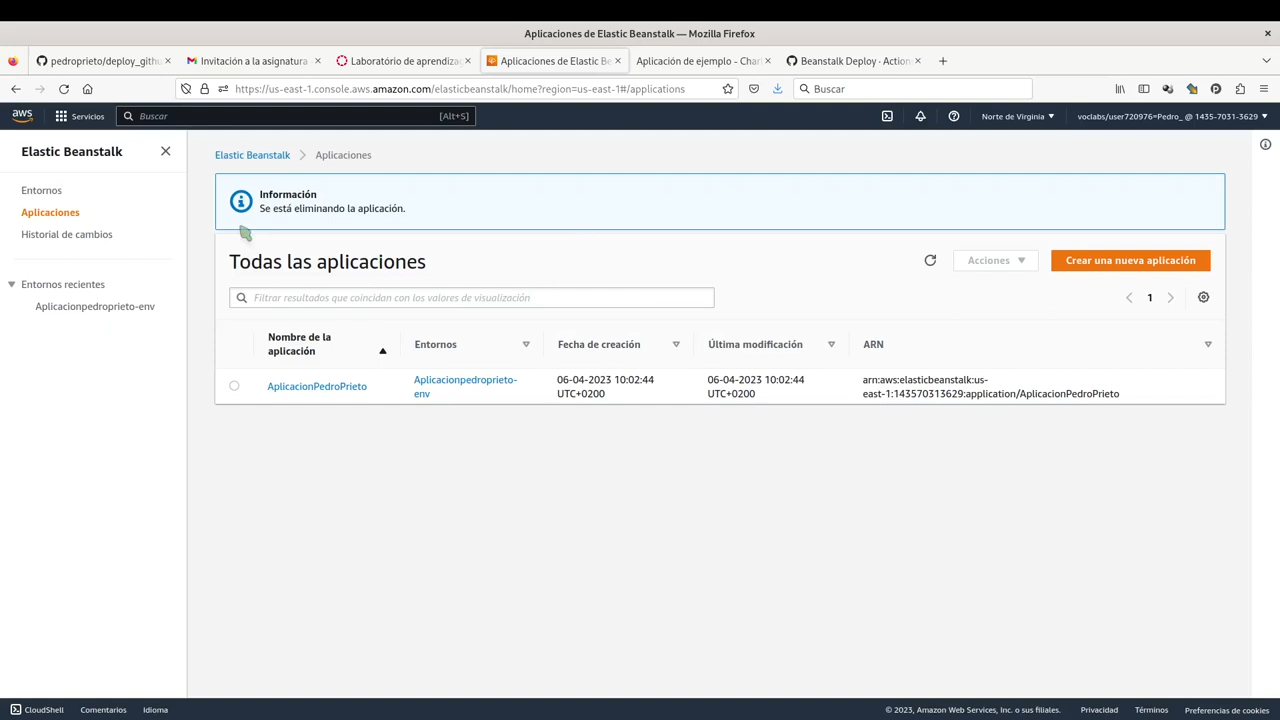 Aplicaciones de Elastic Beanstalk — Mozilla Firefox
pedroprieto/deploy_githu
Invitación a la asignatura -
Laboratório de aprendiza
Aplicaciones de Elastic Be
Aplicación de ejemplo - Charl
Beanstalk Deploy · Action
https://us-east-1.console.aws.amazon.com/elasticbeanstalk/home?region=us-east-1#/applications
Buscar
aws
Servicios
Buscar
[Alt+S]
Norte de Virginia
voclabs/user720976=Pedro_ @ 1435-7031-3629
Elastic Beanstalk
Entornos
Aplicaciones
Historial de cambios
Entornos recientes
Aplicacionpedroprieto-env
Elastic Beanstalk
Aplicaciones
Información
Se está eliminando la aplicación.
Todas las aplicaciones
Acciones
Crear una nueva aplicación
Filtrar resultados que coincidan con los valores de visualización
1
Nombre de la
aplicación
Entornos
Fecha de creación
Última modificación
ARN
AplicacionPedroPrieto
Aplicacionpedroprieto-
env
06-04-2023 10:02:44
UTC+0200
06-04-2023 10:02:44
UTC+0200
arn:aws:elasticbeanstalk:us-
east-1:143570313629:application/AplicacionPedroPrieto
CloudShell
Comentarios
Idioma
© 2023, Amazon Web Services, Inc. o sus filiales.
Privacidad
Términos
Preferencias de cookies